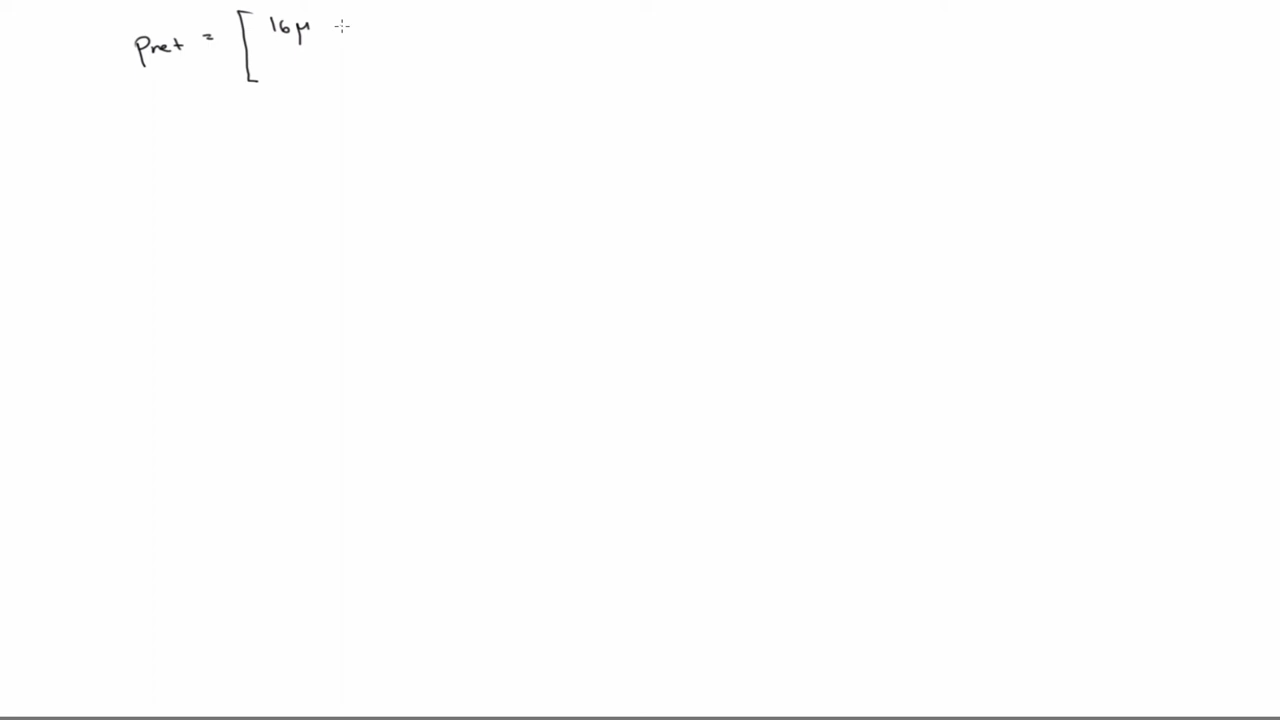 Pnet = [ 16μ